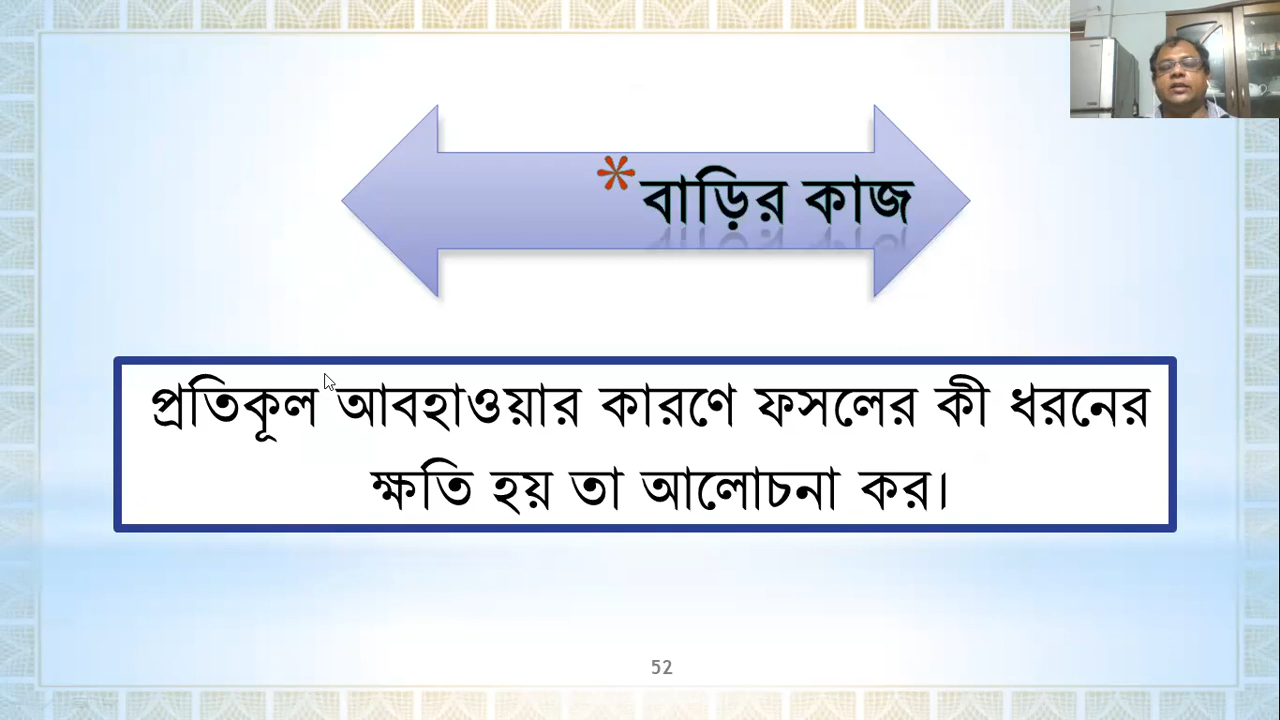 * বাড়ির কাজ
প্রতিকূল আবহাওয়ার কারণে ফসলের কী ধরনের
ক্ষতি হয় তা আলোচনা কর।
52